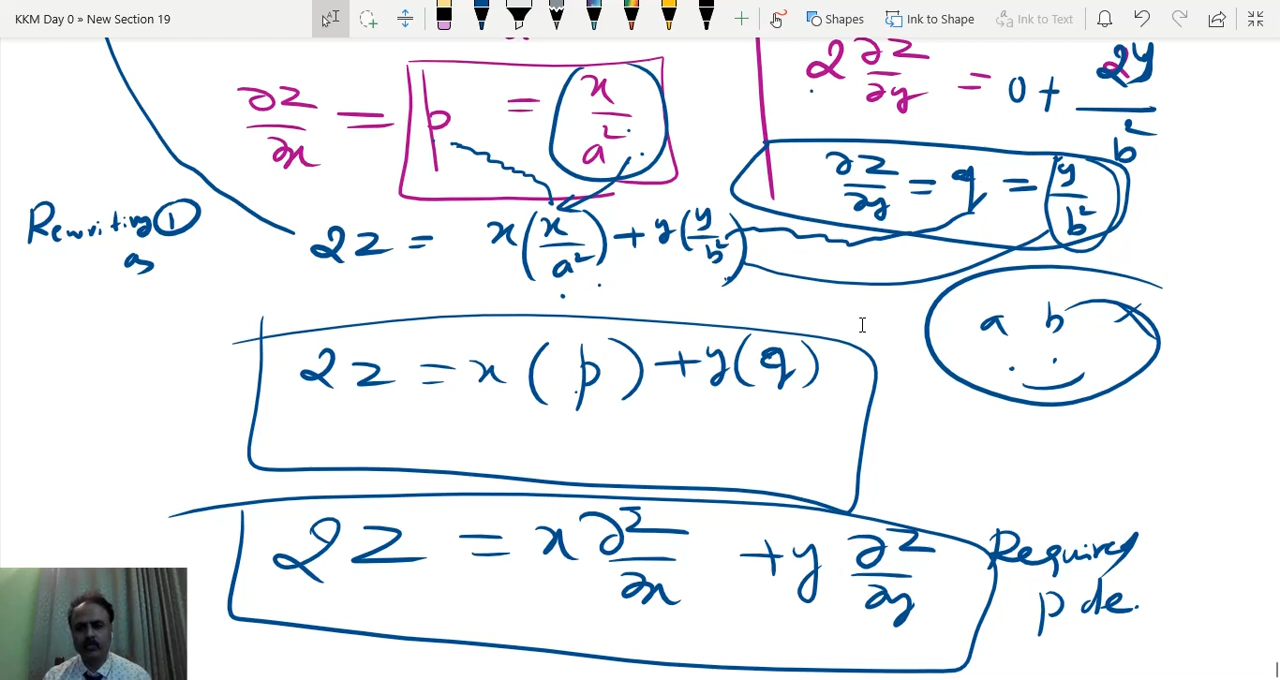 KKM Day 0 » New Section 19
Shapes Ink to Shape Ink to Text
∂z/∂x = p = x/a²
2 ∂z/∂y = 0 + 2y/b²
∂z/∂y = q = y/b²
Rewriting ① as
2z = x(x/a²) + y(y/b²)
a b
2z = x(p) + y(q)
2z = x ∂z/∂x + y ∂z/∂y
Required pde.